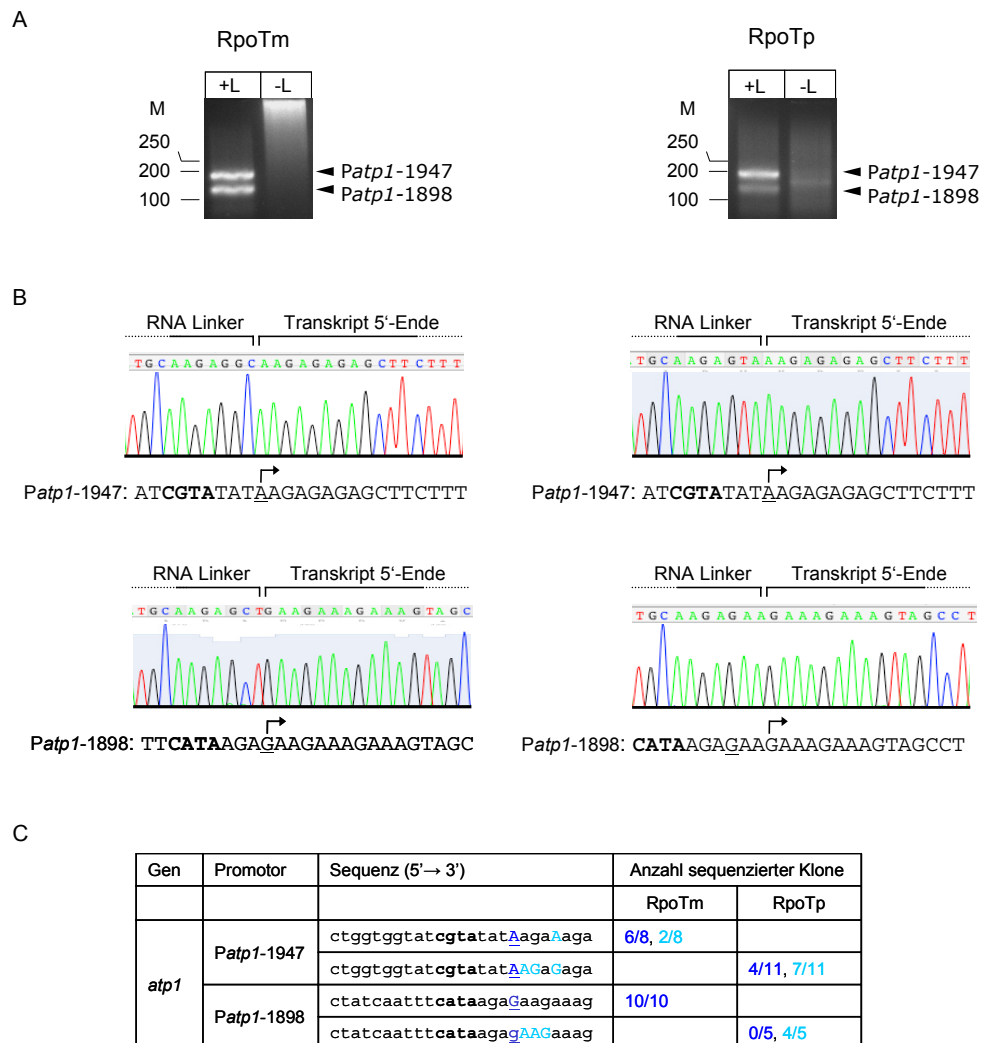 A
RpoTm
RpoTp
+L -L
+L -L
M
250
200
100
Patp1-1947
Patp1-1898
M
250
200
100
Patp1-1947
Patp1-1898
B
RNA Linker Transkript 5‘-Ende
RNA Linker Transkript 5‘-Ende
TGCAAGAGGCAAGAGAGAGCTTCTTT
TGCAAGAGTAAAGAGAGAGCTTCTTT
Patp1-1947: ATCGTATATAAGAGAGAGCTTCTTT
Patp1-1947: ATCGTATATAAGAGAGAGCTTCTTT
RNA Linker Transkript 5‘-Ende
RNA Linker Transkript 5‘-Ende
TGCAAGAGCTGAAGAAAGAAAGTAGC
TGCAAGAGAAGAAAGAAAGTAGCCT
Patp1-1898: TTCATAAGAGAAGAAAGAAAGTAGC
Patp1-1898: CATAAGAGAAGAAAGAAAGTAGCCT
C
Gen Promotor Sequenz (5’→ 3’) Anzahl sequenzierter Klone
RpoTm RpoTp
atp1
Patp1-1947
ctggtggtatcgtatatAagaAaga 6/8, 2/8
ctggtggtatcgtatatAAGaGaga 4/11, 7/11
Patp1-1898
ctatcaatttcataagaGaagaaag 10/10
ctatcaatttcataagagAAGaaag 0/5, 4/5